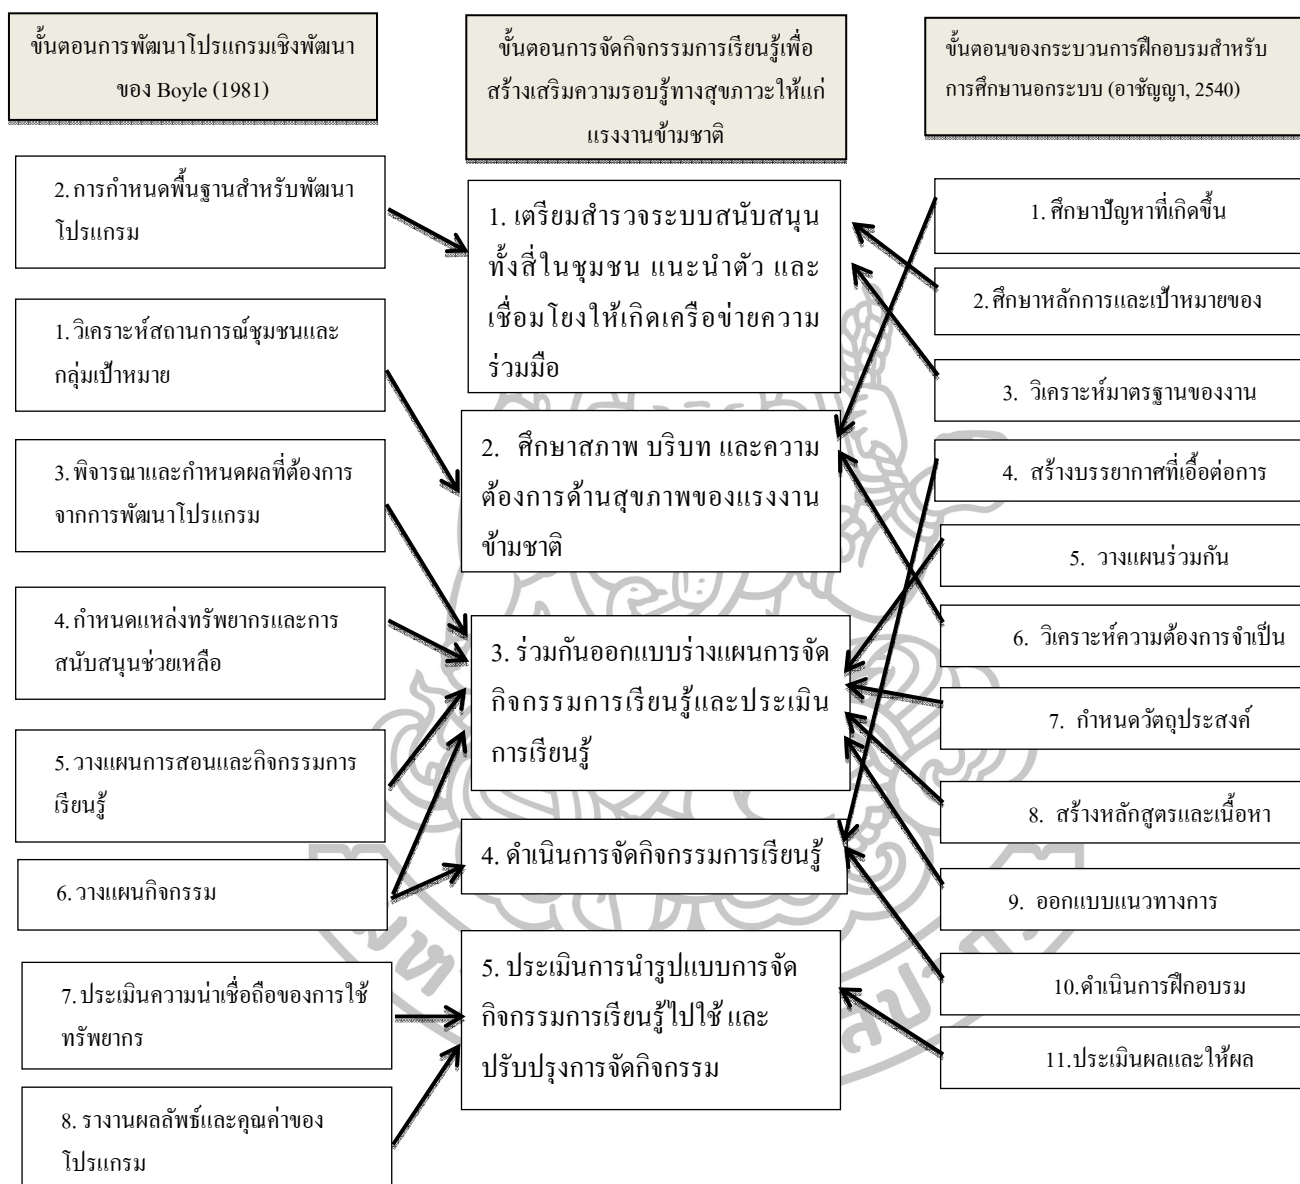 ขั้นตอนการพัฒนาโปรแกรมเชิงพัฒนา
ของ Boyle (1981)
2. การกำหนดพื้นฐานสำหรับพัฒนา
โปรแกรม
1. วิเคราะห์สถานการณ์ชุมชนและ
กลุ่มเป้าหมาย
3. พิจารณาและกำหนดผลที่ต้องการ
จากการพัฒนาโปรแกรม
4. กำหนดแหล่งทรัพยากรและการ
สนับสนุนช่วยเหลือ
5. วางแผนการสอนและกิจกรรมการ
เรียนรู้
6. วางแผนกิจกรรม
7. ประเมินความน่าเชื่อถือของการใช้
ทรัพยากร
8. รางานผลลัพธ์และคุณค่าของ
โปรแกรม
ขั้นตอนการจัดกิจกรรมการเรียนรู้เพื่อ
สร้างเสริมความรอบรู้ทางสุขภาวะให้แก่
แรงงานข้ามชาติ
1. เตรียมสำรวจระบบสนับสนุน
ทั้งสี่ในชุมชน แนะนำตัว และ
เชื่อมโยงให้เกิดเครือข่ายความ
ร่วมมือ
2. ศึกษาสภาพ บริบท และความ
ต้องการด้านสุขภาพของแรงงาน
ข้ามชาติ
3. ร่วมกันออกแบบร่างแผนการจัด
กิจกรรมการเรียนรู้และประเมิน
การเรียนรู้
4. ดำเนินการจัดกิจกรรมการเรียนรู้
5. ประเมินการนำรูปแบบการจัด
กิจกรรมการเรียนรู้ไปใช้ และ
ปรับปรุงการจัดกิจกรรม
ขั้นตอนของกระบวนการฝึกอบรมสำหรับ
การศึกษานอกระบบ (อาชัญญา, 2540)
1. ศึกษาปัญหาที่เกิดขึ้น
2. ศึกษาหลักการและเป้าหมายของ
3. วิเคราะห์มาตรฐานของงาน
4. สร้างบรรยากาศที่เอื้อต่อการ
5. วางแผนร่วมกัน
6. วิเคราะห์ความต้องการจำเป็น
7. กำหนดวัตถุประสงค์
8. สร้างหลักสูตรและเนื้อหา
9. ออกแบบแนวทางการ
10. ดำเนินการฝึกอบรม
11. ประเมินผลและให้ผล